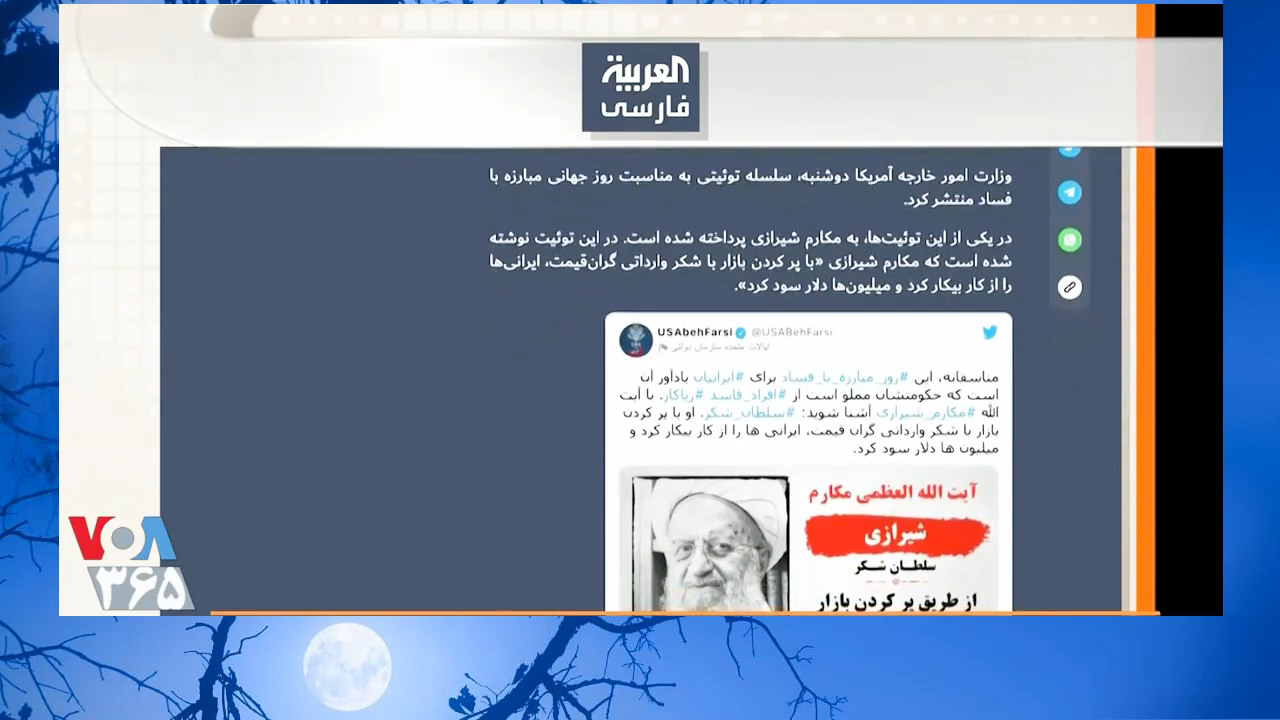 العربية
فارسی
وزارت امور خارجه آمریکا دوشنبه، سلسله توئیتی به مناسبت روز جهانی مبارزه با
فساد منتشر کرد.
در یکی از این توئیت‌ها، به مکارم شیرازی پرداخته شده است. در این توئیت نوشته
شده است که مکارم شیرازی «با پر کردن بازار با شکر وارداتی گران‌قیمت، ایرانی‌ها
را از کار بیکار کرد و میلیون‌ها دلار سود کرد».
USABehFarsi @USABehFarsi
ایالات متحده سازمان دولتی
متاسفانه، این #روز_مبارزه_با_فساد برای #ایرانیان یادآور آن
است که حکومتشان مملو است از #افراد_فاسد #ریاکار. با آیت
الله #مکارم_شیرازی آشنا شوید: #سلطان_شکر. او با پر کردن
بازار با شکر وارداتی گران قیمت، ایرانی ها را از کار بیکار کرد و
میلیون ها دلار سود کرد.
آیت الله العظمی مکارم
شیرازی
سلطان شکر
از طریق پر کردن بازار
VOA
۳۶۵